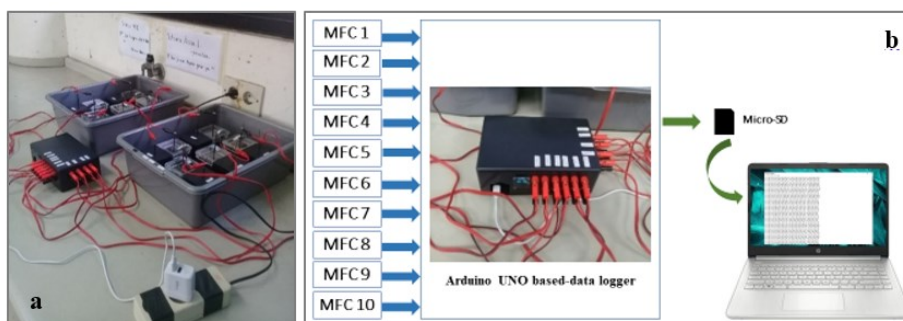 a
MFC 1
MFC 2
MFC 3
MFC 4
MFC 5
MFC 6
MFC 7
MFC 8
MFC 9
MFC 10
Arduino UNO based-data logger
b
Micro-SD